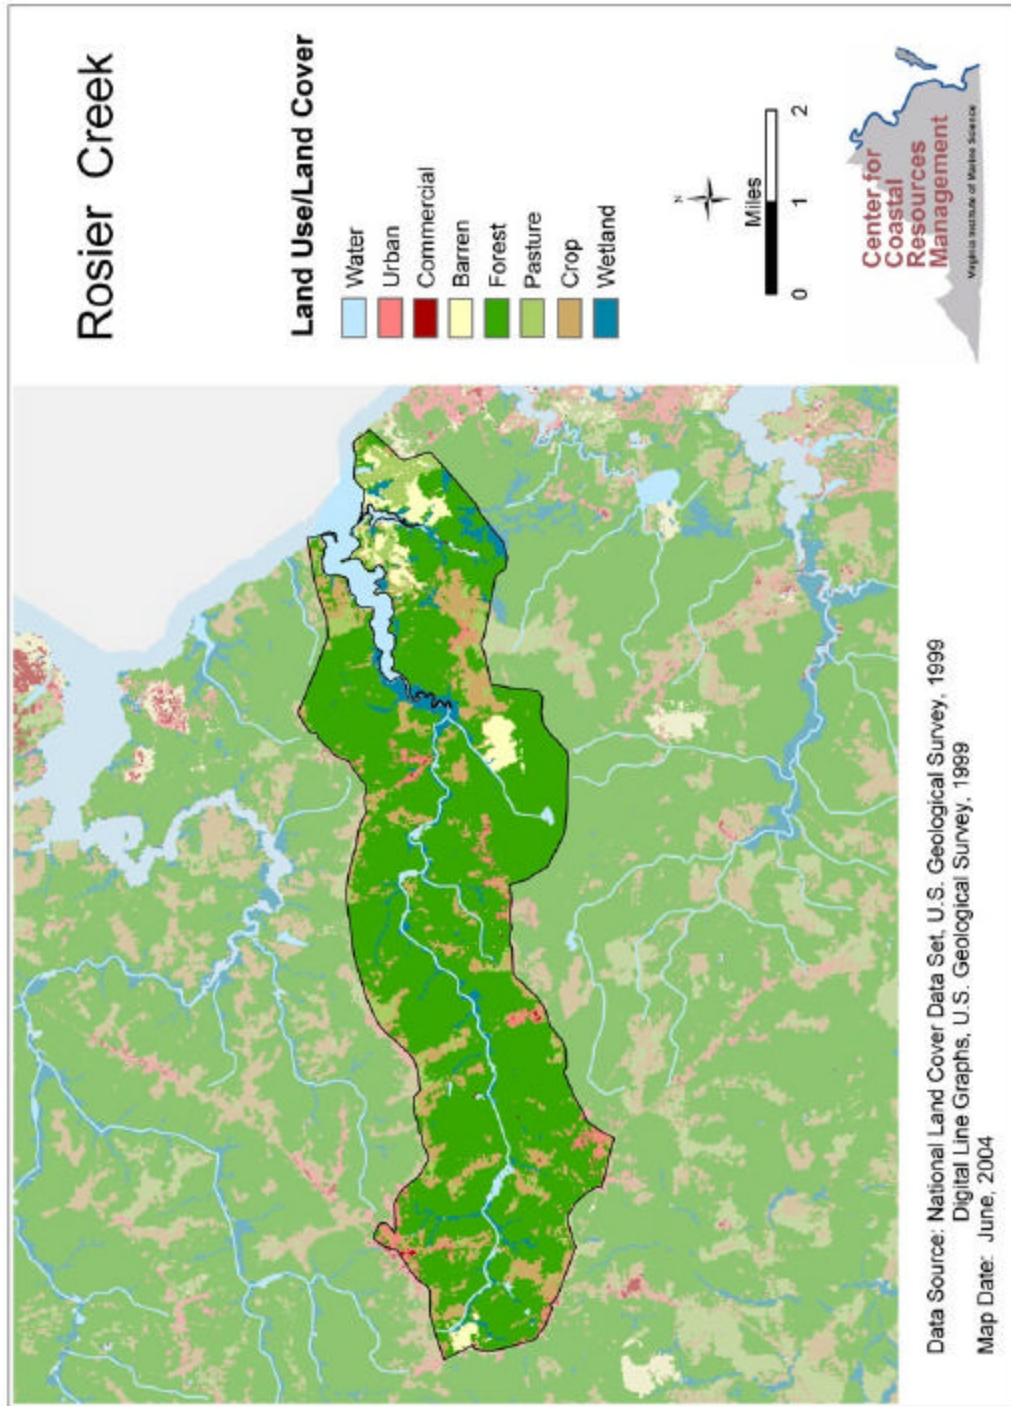 Rosier Creek
Land Use/Land Cover
Water
Urban
Commercial
Barren
Forest
Pasture
Crop
Wetland
N
Miles
0 1 2
Center for
Coastal
Resources
Management
Virginia Institute of Marine Science
Data Source: National Land Cover Data Set, U.S. Geological Survey, 1999
Digital Line Graphs, U.S. Geological Survey, 1999
Map Date: June, 2004